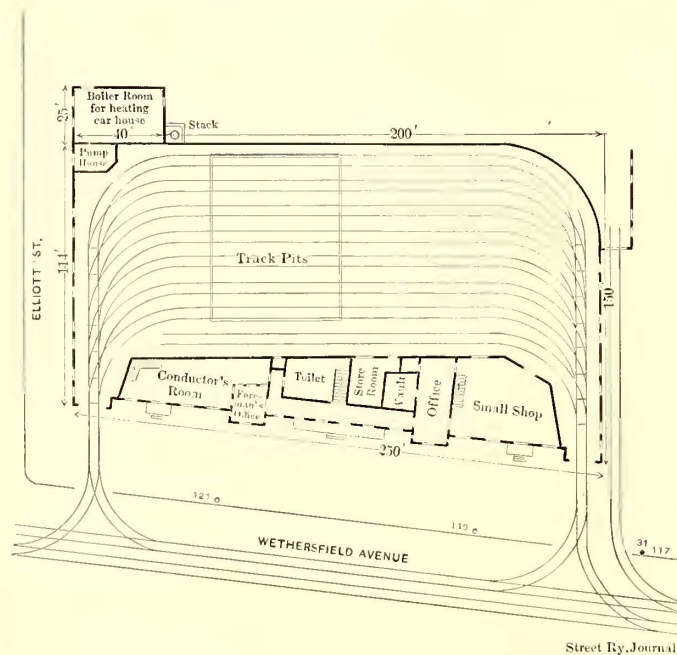 Boiler Room
for heating
car house
40'
25'
Stack
200'
Pump
House
ELLIOTT ST.
114'
Track Pits
150'
Conductor's
Room
Fore-
man's
Office
Toilet
Store
Room
Vault
Office
Small Shop
250'
121
119
WETHERSFIELD AVENUE
31
117
Street Ry. Journal